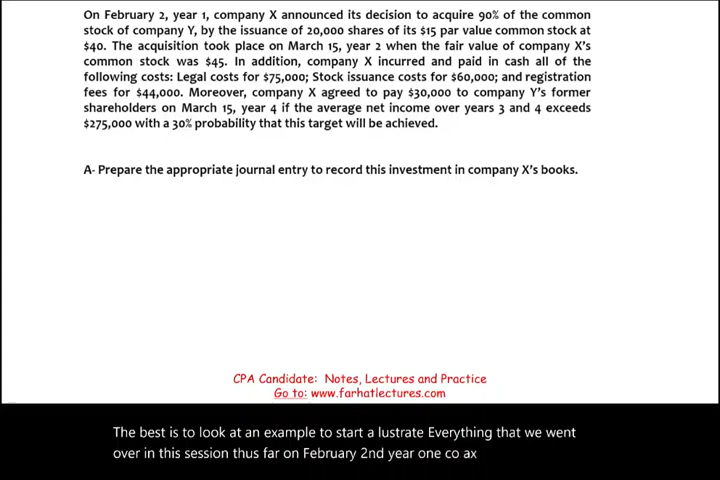 On February 2, year 1, company X announced its decision to acquire 90% of the common
stock of company Y, by the issuance of 20,000 shares of its $15 par value common stock at
$40. The acquisition took place on March 15, year 2 when the fair value of company X's
common stock was $45. In addition, company X incurred and paid in cash all of the
following costs: Legal costs for $75,000; Stock issuance costs for $60,000; and registration
fees for $44,000. Moreover, company X agreed to pay $30,000 to company Y's former
shareholders on March 15, year 4 if the average net income over years 3 and 4 exceeds
$275,000 with a 30% probability that this target will be achieved.
A- Prepare the appropriate journal entry to record this investment in company X's books.
CPA Candidate: Notes, Lectures and Practice
Go to: www.farhatlectures.com
The best is to look at an example to start a lustrate Everything that we went
over in this session thus far on February 2nd year one co ax